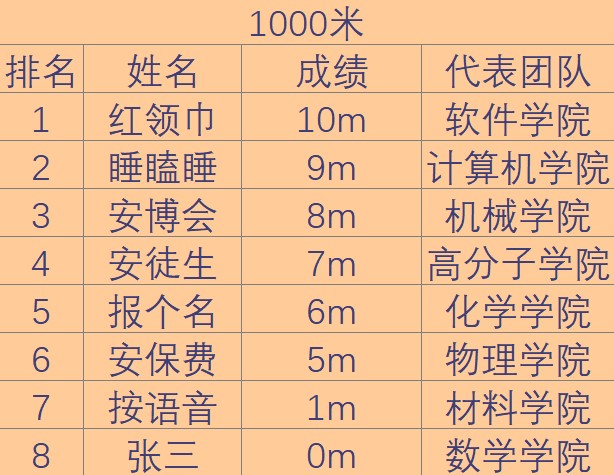 1000米
排名 姓名 成绩 代表团队
1 红领巾 10m 软件学院
2 睡瞌睡 9m 计算机学院
3 安博会 8m 机械学院
4 安徒生 7m 高分子学院
5 报个名 6m 化学学院
6 安保费 5m 物理学院
7 按语音 1m 材料学院
8 张三 0m 数学学院